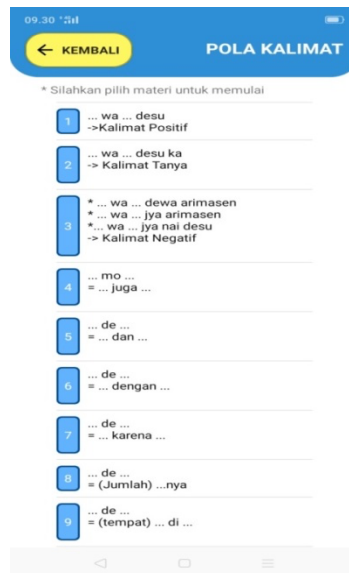 09.30
← KEMBALI
POLA KALIMAT
* Silahkan pilih materi untuk memulai
1
... wa ... desu
->Kalimat Positif
2
... wa ... desu ka
-> Kalimat Tanya
3
* ... wa ... dewa arimasen
* ... wa ... jya arimasen
*... wa ... jya nai desu
-> Kalimat Negatif
4
... mo ...
= ... juga ...
5
... de ...
= ... dan ...
6
... de ...
= ... dengan ...
7
... de ...
= ... karena ...
8
... de ...
= (Jumlah) ...nya
9
... de ...
= (tempat) ... di ...